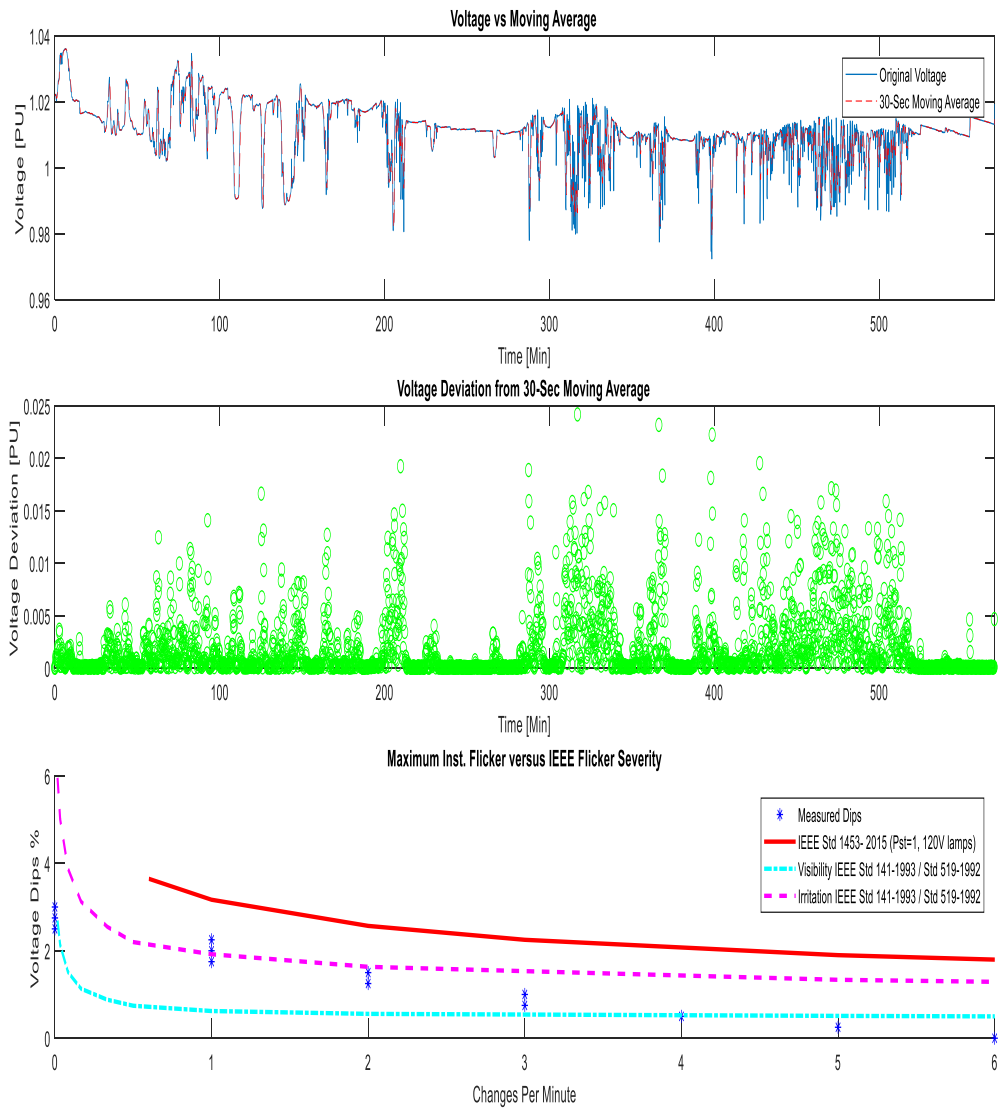 Voltage vs Moving Average
Voltage [PU]
1.04
1.02
1
0.98
0.96
Original Voltage
30-Sec Moving Average
0 100 200 300 400 500
Time [Min]
Voltage Deviation from 30-Sec Moving Average
Voltage Deviation [PU]
0.025
0.02
0.015
0.01
0.005
0
0 100 200 300 400 500
Time [Min]
Maximum Inst. Flicker versus IEEE Flicker Severity
Voltage Dips %
6
4
2
0
Measured Dips
IEEE Std 1453- 2015 (Pst=1, 120V lamps)
Visibility IEEE Std 141-1993 / Std 519-1992
Irritation IEEE Std 141-1993 / Std 519-1992
0 1 2 3 4 5 6
Changes Per Minute